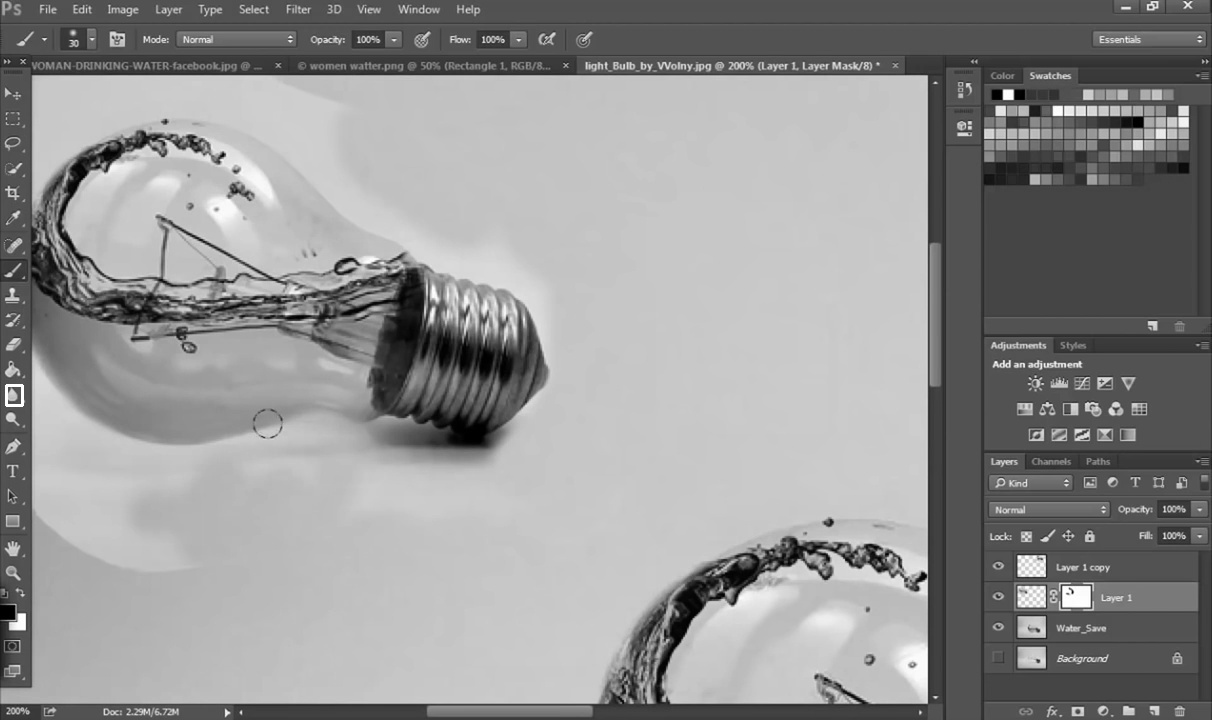 Ps File Edit Image Layer Type Select Filter 3D View Window Help
30 Mode: Normal Opacity: 100% Flow: 100% Essentials
WOMAN-DRINKING-WATER-facebook.jpg @ ... × © women watter.png @ 50% (Rectangle 1, RGB/8... × light_Bulb_by_VVolny.jpg @ 200% (Layer 1, Layer Mask/8) * ×
Color Swatches
Adjustments Styles
Add an adjustment
Layers Channels Paths
Kind
Normal Opacity: 100%
Lock: Fill: 100%
Layer 1 copy
Layer 1
Water_Save
Background
200% Doc: 2.29M/6.72M